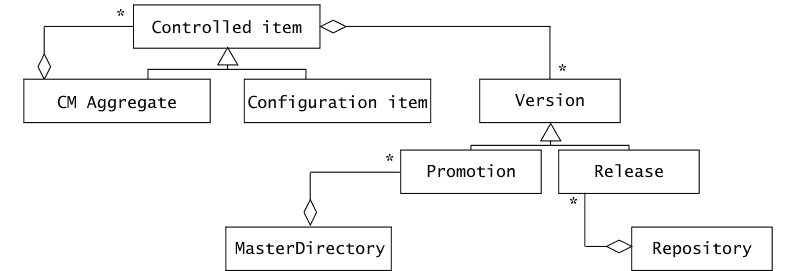 *
Controlled item
*
CM Aggregate
Configuration item
Version
*
Promotion
Release
*
MasterDirectory
Repository